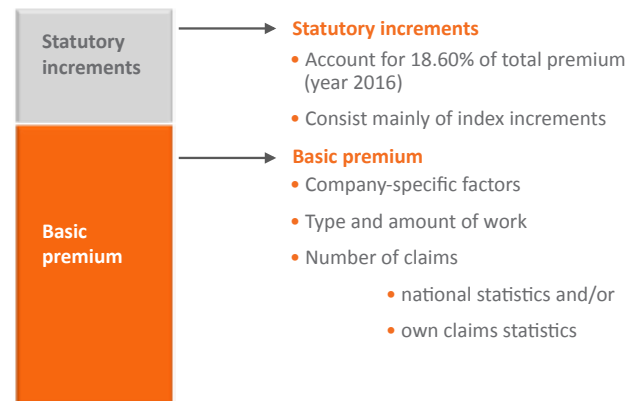 Statutory
increments
Statutory increments
• Account for 18.60% of total premium
(year 2016)
• Consist mainly of index increments
Basic premium
• Company-specific factors
• Type and amount of work
• Number of claims
• national statistics and/or
• own claims statistics
Basic
premium